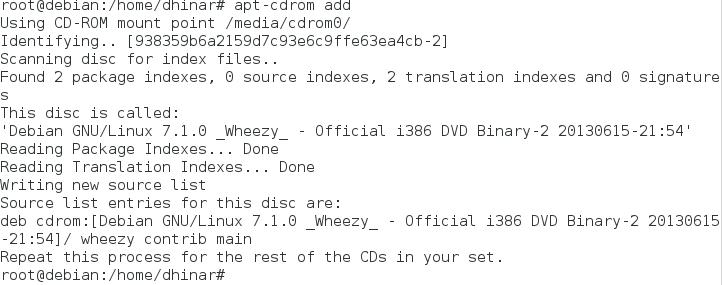 root@debian:/home/dhinar# apt-cdrom add
Using CD-ROM mount point /media/cdrom0/
Identifying.. [938359b6a2159d7c93e6c9ffe63ea4cb-2]
Scanning disc for index files..
Found 2 package indexes, 0 source indexes, 2 translation indexes and 0 signature
s
This disc is called:
'Debian GNU/Linux 7.1.0 _Wheezy_ - Official i386 DVD Binary-2 20130615-21:54'
Reading Package Indexes... Done
Reading Translation Indexes... Done
Writing new source list
Source list entries for this disc are:
deb cdrom:[Debian GNU/Linux 7.1.0 _Wheezy_ - Official i386 DVD Binary-2 20130615
-21:54]/ wheezy contrib main
Repeat this process for the rest of the CDs in your set.
root@debian:/home/dhinar#